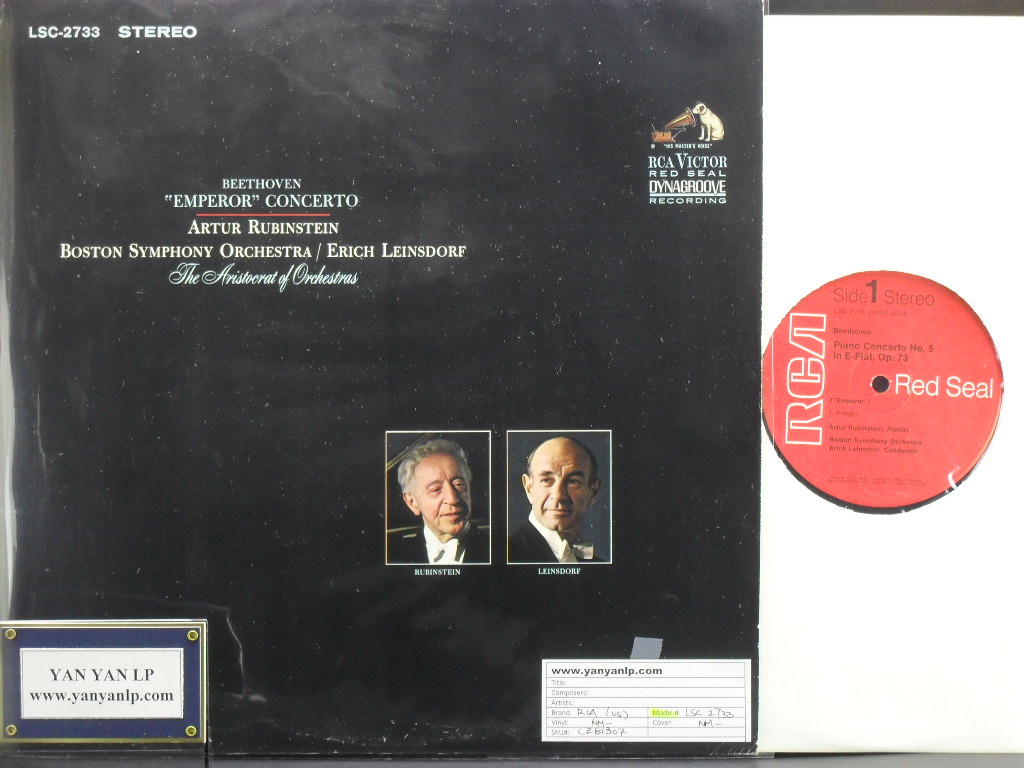 LSC-2733 STEREO
"HIS MASTER'S VOICE"
RCA VICTOR
RED SEAL
DYNAGROOVE
RECORDING
BEETHOVEN
"EMPEROR" CONCERTO
ARTUR RUBINSTEIN
BOSTON SYMPHONY ORCHESTRA / ERICH LEINSDORF
The Aristocrat of Orchestras
RUBINSTEIN
LEINSDORF
Side 1 Stereo
Beethoven
Piano Concerto No. 5
in E-Flat, Op. 73
RCA
Red Seal
("Emperor")
I. Allegro
Artur Rubinstein, Pianist
Boston Symphony Orchestra
Erich Leinsdorf, Conductor
YAN YAN LP
www.yanyanlp.com
www.yanyanlp.com
Title:
Composers:
Artists:
Brand: RCA (US) Model #: LSC 2733
Vinyl: NM- Cover: NM-
SKU#: CZB1307